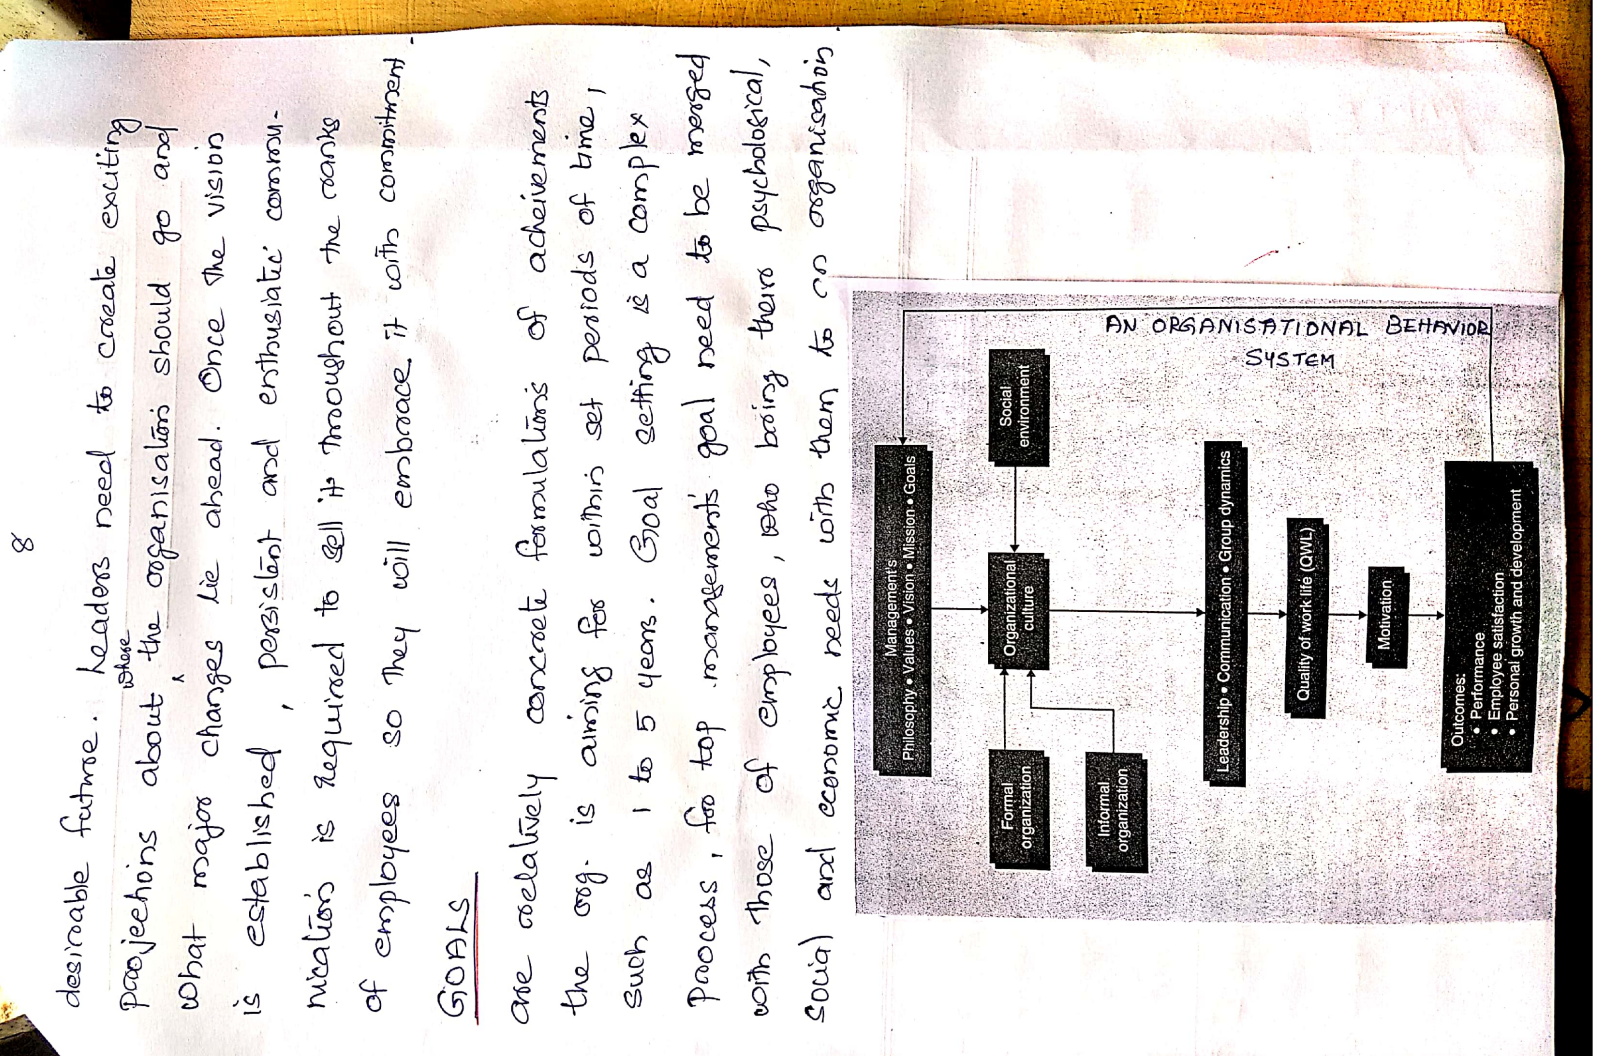 8
desirable future. Leaders need to create exciting
where
projections about the organisation should go and
what major changes lie ahead. Once the vision
is established, persistent and enthusiatic commu-
nication is required to sell it throughout the ranks
of employees so they will embrace it with commitment.
GOALS
are relatively concrete formulations of acheivements
the org. is aiming for within set periods of time,
such as 1 to 5 years. Goal setting is a complex
process, for top managements goal need to be merged
with those of employees, who bring their psychological,
social and economic needs with them to an organisation.
AN ORGANISATIONAL BEHAVIOR
SYSTEM
Management's
Philosophy • Values • Vision • Mission • Goals
Formal
organization
Organizational
culture
Social
environment
Informal
organization
Leadership • Communication • Group dynamics
Quality of work life (QWL)
Motivation
Outcomes:
• Performance
• Employee satisfaction
• Personal growth and development